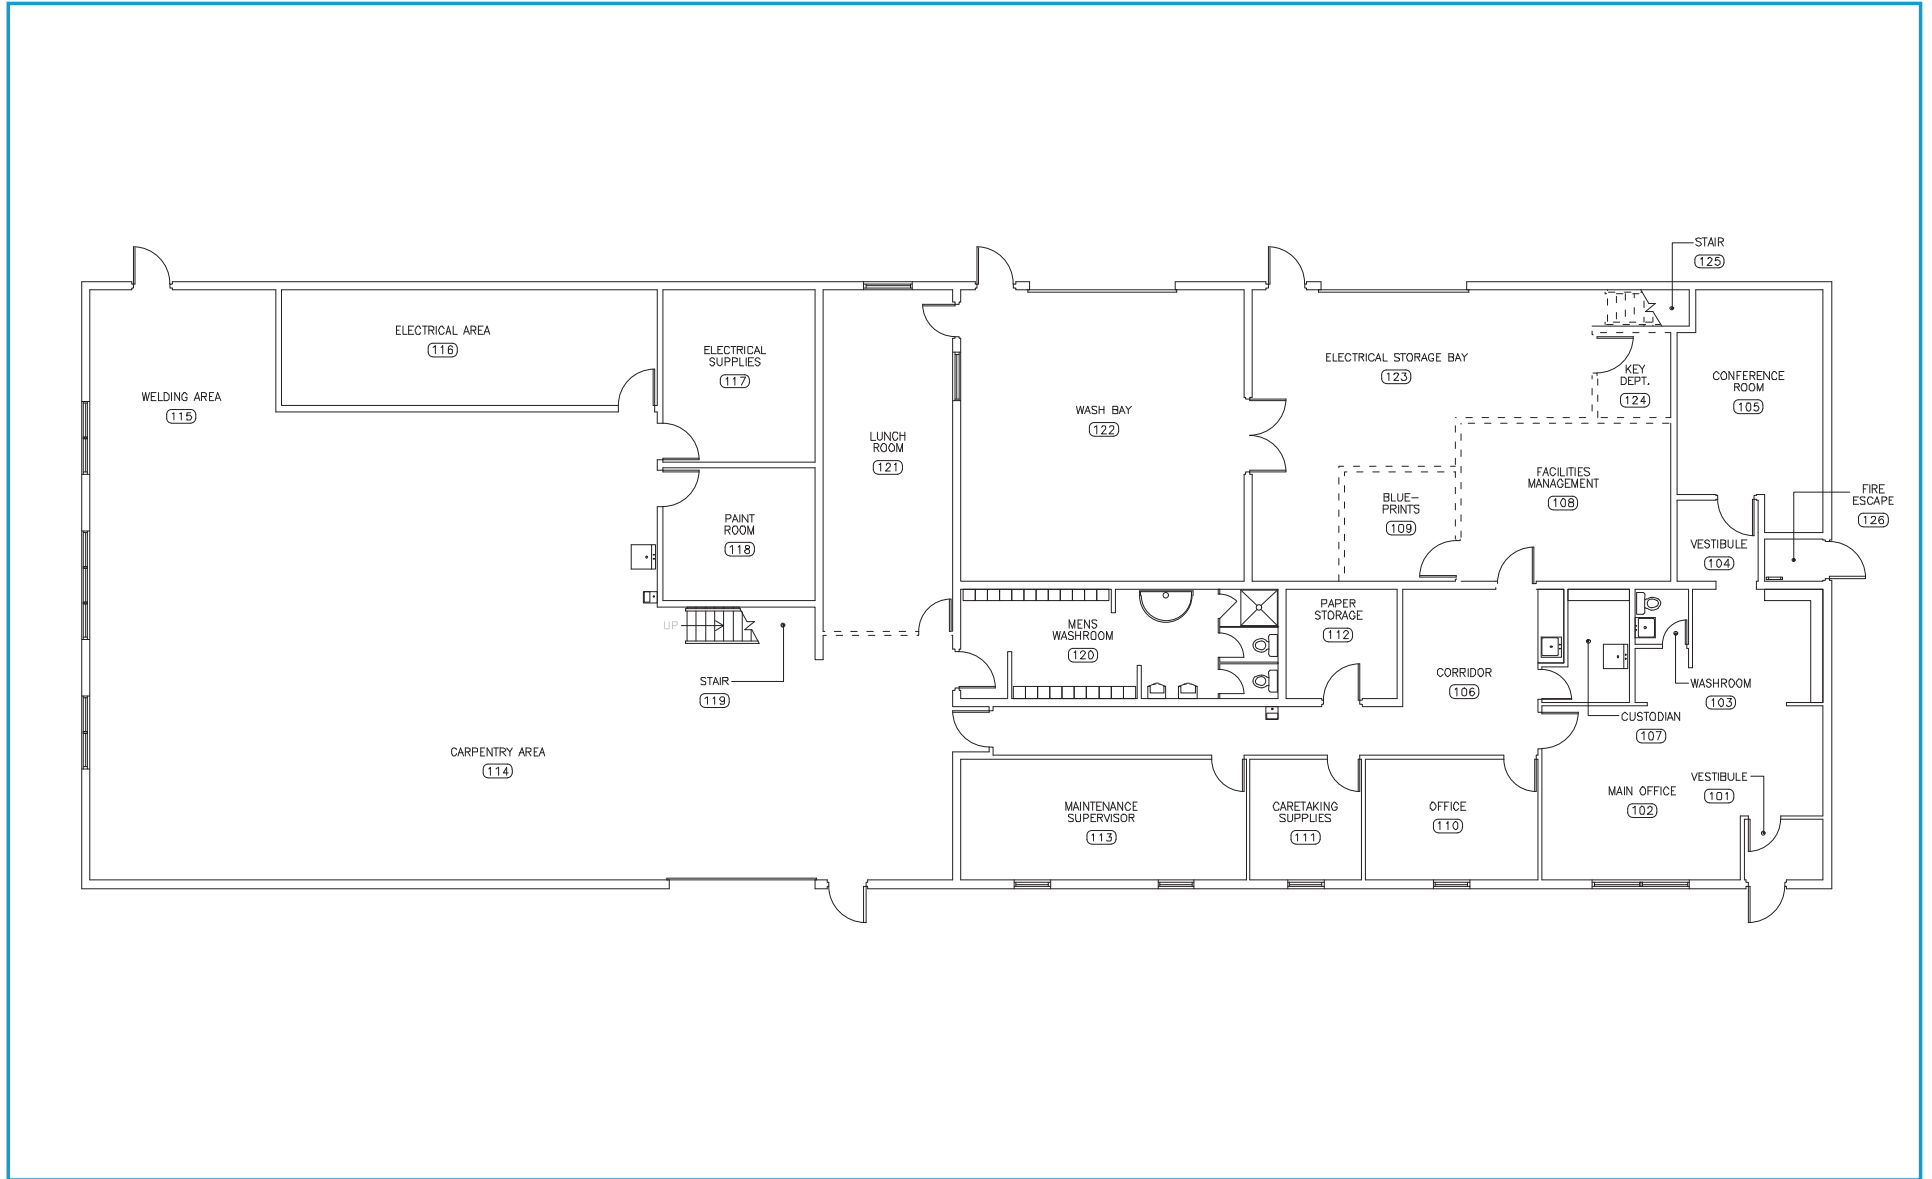 STAIR
125
ELECTRICAL AREA
116
ELECTRICAL
SUPPLIES
117
WELDING AREA
115
ELECTRICAL STORAGE BAY
123
KEY
DEPT.
124
CONFERENCE
ROOM
105
WASH BAY
122
LUNCH
ROOM
121
FACILITIES
MANAGEMENT
108
BLUE-
PRINTS
109
FIRE
ESCAPE
126
PAINT
ROOM
118
VESTIBULE
104
UP
MENS
WASHROOM
120
PAPER
STORAGE
112
STAIR
119
CORRIDOR
106
WASHROOM
103
CUSTODIAN
107
CARPENTRY AREA
114
VESTIBULE
101
MAINTENANCE
SUPERVISOR
113
CARETAKING
SUPPLIES
111
OFFICE
110
MAIN OFFICE
102